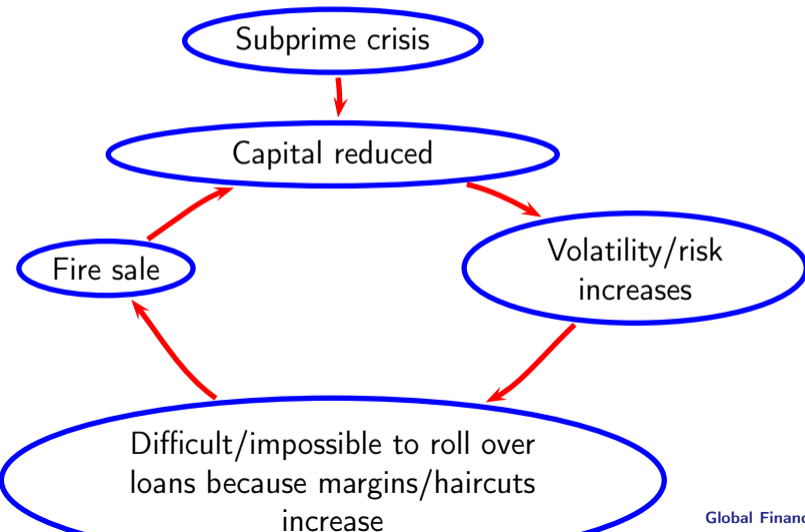 Subprime crisis
Capital reduced
Volatility/risk
increases
Fire sale
Difficult/impossible to roll over
loans because margins/haircuts
increase
Global Financ